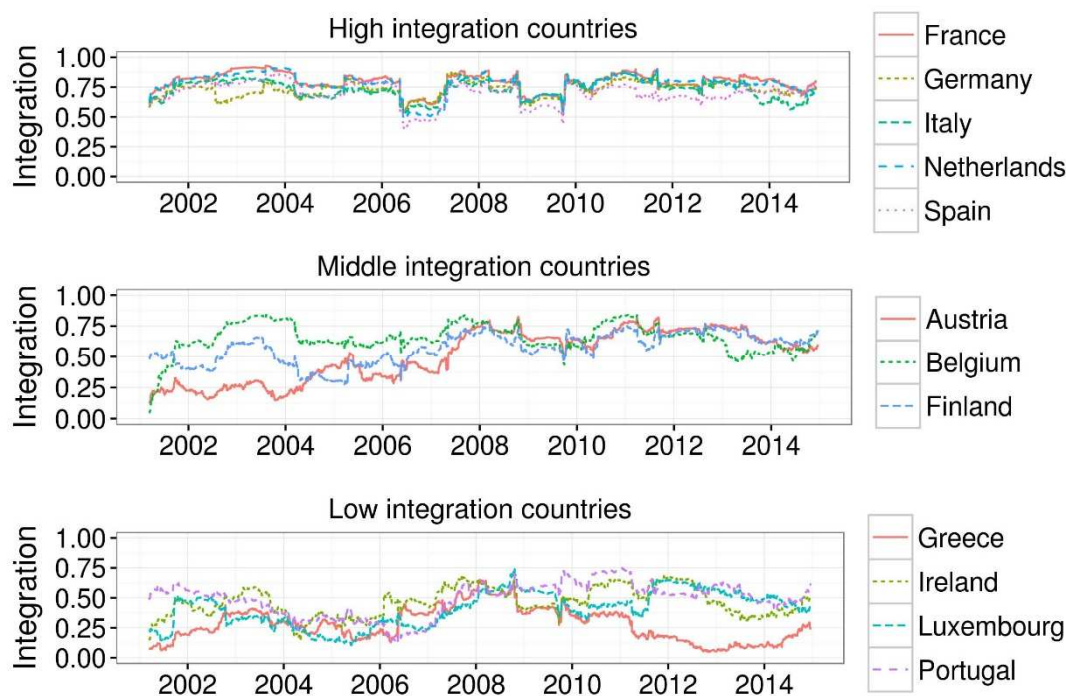 High integration countries
Integration
1.00
0.75
0.50
0.25
0.00
2002 2004 2006 2008 2010 2012 2014
France
Germany
Italy
Netherlands
Spain
Middle integration countries
Integration
1.00
0.75
0.50
0.25
0.00
2002 2004 2006 2008 2010 2012 2014
Austria
Belgium
Finland
Low integration countries
Integration
1.00
0.75
0.50
0.25
0.00
2002 2004 2006 2008 2010 2012 2014
Greece
Ireland
Luxembourg
Portugal